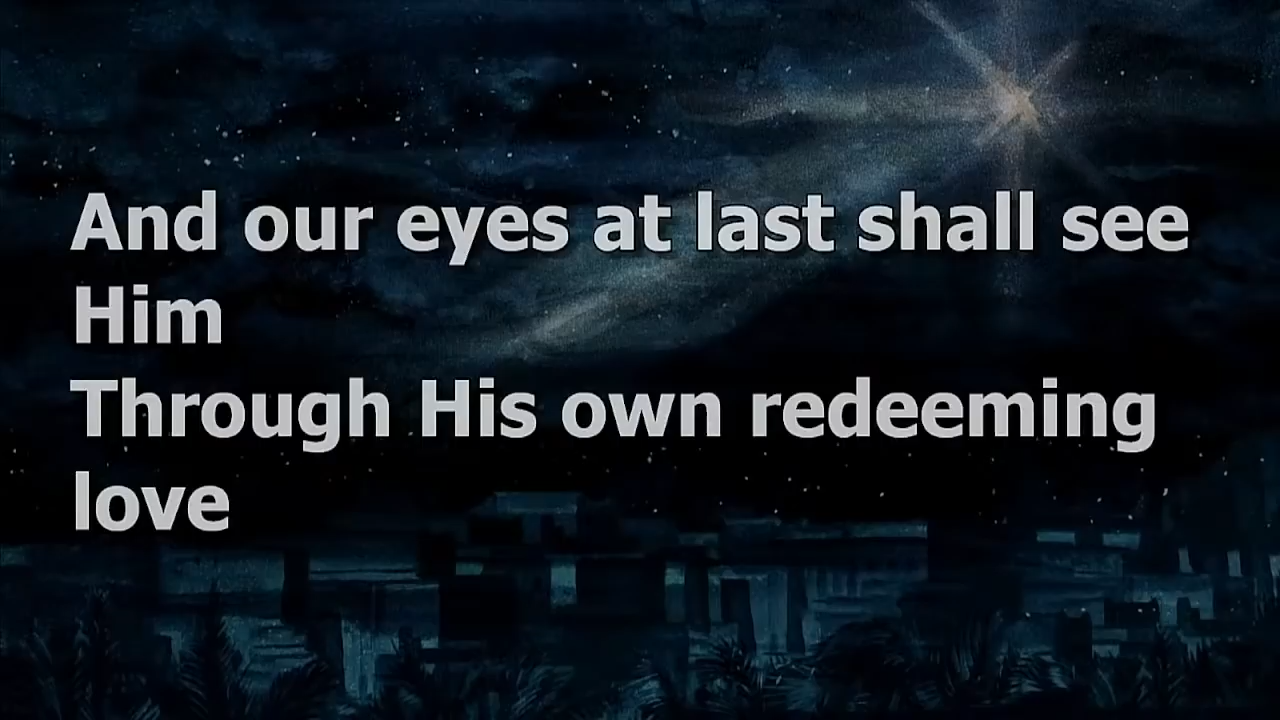 And our eyes at last shall see
Him
Through His own redeeming
love